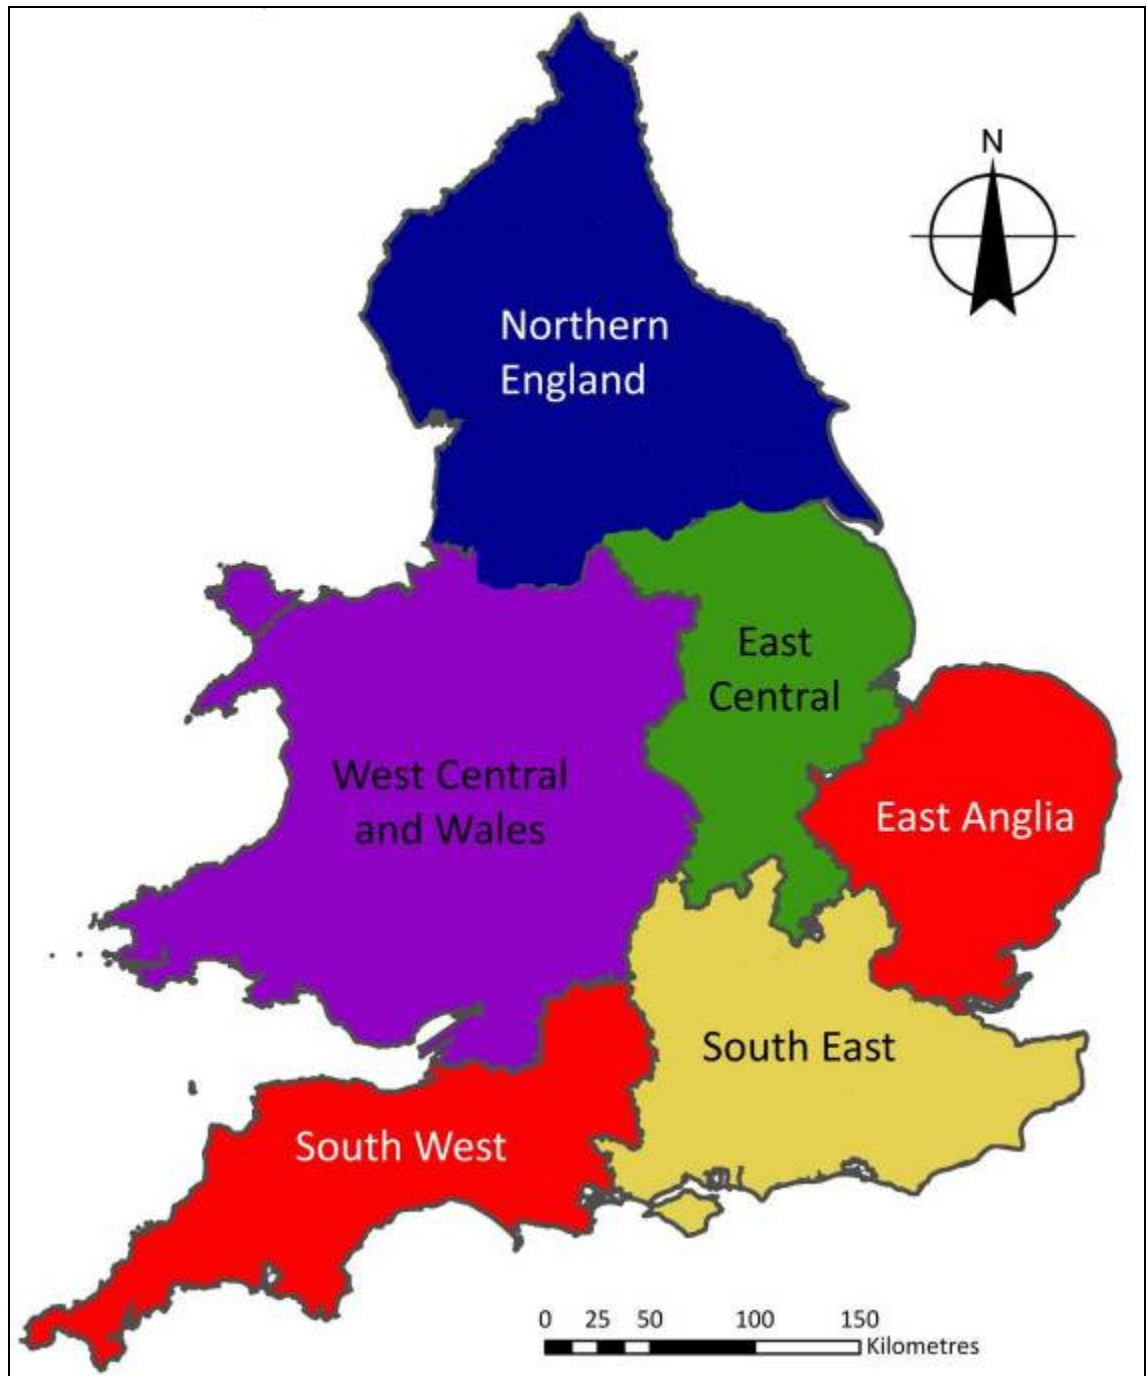 N
Northern
England
East
Central
West Central
and Wales
East Anglia
South East
South West
0 25 50 100 150
Kilometres